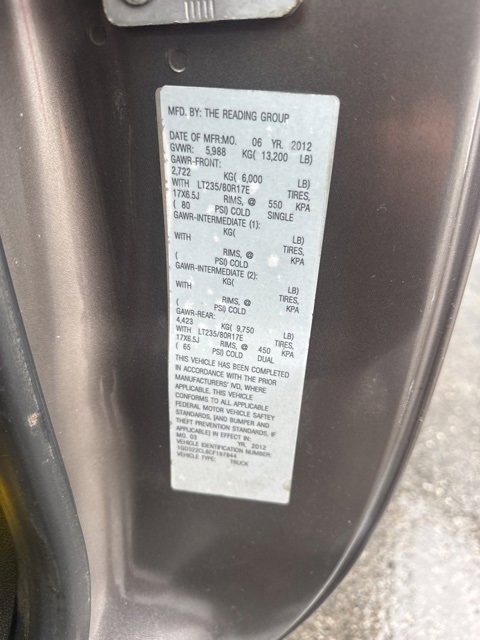 MFD. BY: THE READING GROUP
DATE OF MFR:MO. 06 YR. 2012
GVWR: 5,988 KG( 13,200 LB)
GAWR-FRONT:
2,722 KG( 6,000 LB)
WITH LT235/80R17E TIRES,
17X6.5J RIMS, @ 550 KPA
( 80 PSI) COLD SINGLE
GAWR-INTERMEDIATE (1):
KG( LB)
WITH TIRES,
RIMS, @ KPA
( PSI) COLD
GAWR-INTERMEDIATE (2):
KG( LB)
WITH TIRES,
RIMS, @ KPA
( PSI) COLD
GAWR-REAR:
4,423 KG( 9,750 LB)
WITH LT235/80R17E TIRES,
17X6.5J RIMS, @ 450 KPA
( 65 PSI) COLD DUAL
THIS VEHICLE HAS BEEN COMPLETED
IN ACCORDANCE WITH THE PRIOR
MANUFACTURERS' IVD, WHERE
APPLICABLE. THIS VEHICLE
CONFORMS TO ALL APPLICABLE
FEDERAL MOTOR VEHICLE SAFTEY
STANDARDS, [AND BUMPER AND
THEFT PREVENTION STANDARDS, IF
APPLICABLE] IN EFFECT IN
MO. 03 YR. 2012
VEHICLE IDENTIFICATION NUMBER:
VEHICLE TYPE: TRUCK